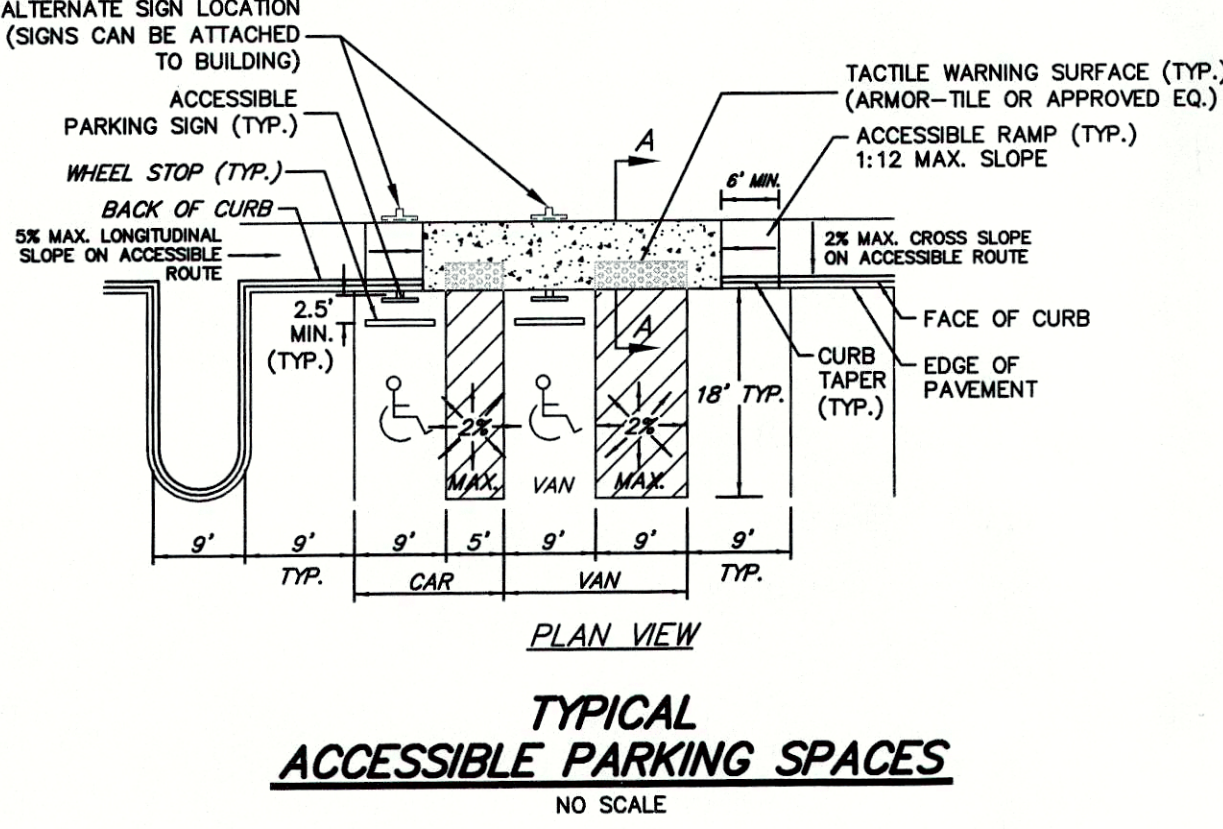 ALTERNATE SIGN LOCATION
(SIGNS CAN BE ATTACHED
TO BUILDING)
ACCESSIBLE
PARKING SIGN (TYP.)
WHEEL STOP (TYP.)
BACK OF CURB
5% MAX. LONGITUDINAL
SLOPE ON ACCESSIBLE
ROUTE
TACTILE WARNING SURFACE (TYP.)
(ARMOR-TILE OR APPROVED EQ.)
ACCESSIBLE RAMP (TYP.)
1:12 MAX. SLOPE
A
6' MIN.
2% MAX. CROSS SLOPE
ON ACCESSIBLE ROUTE
2.5'
MIN.
(TYP.)
A
FACE OF CURB
CURB
TAPER
(TYP.)
EDGE OF
PAVEMENT
18' TYP.
2%
MAX.
VAN
2%
MAX.
9'
9'
TYP.
9'
5'
9'
9'
9'
TYP.
CAR
VAN
PLAN VIEW
TYPICAL
ACCESSIBLE PARKING SPACES
NO SCALE